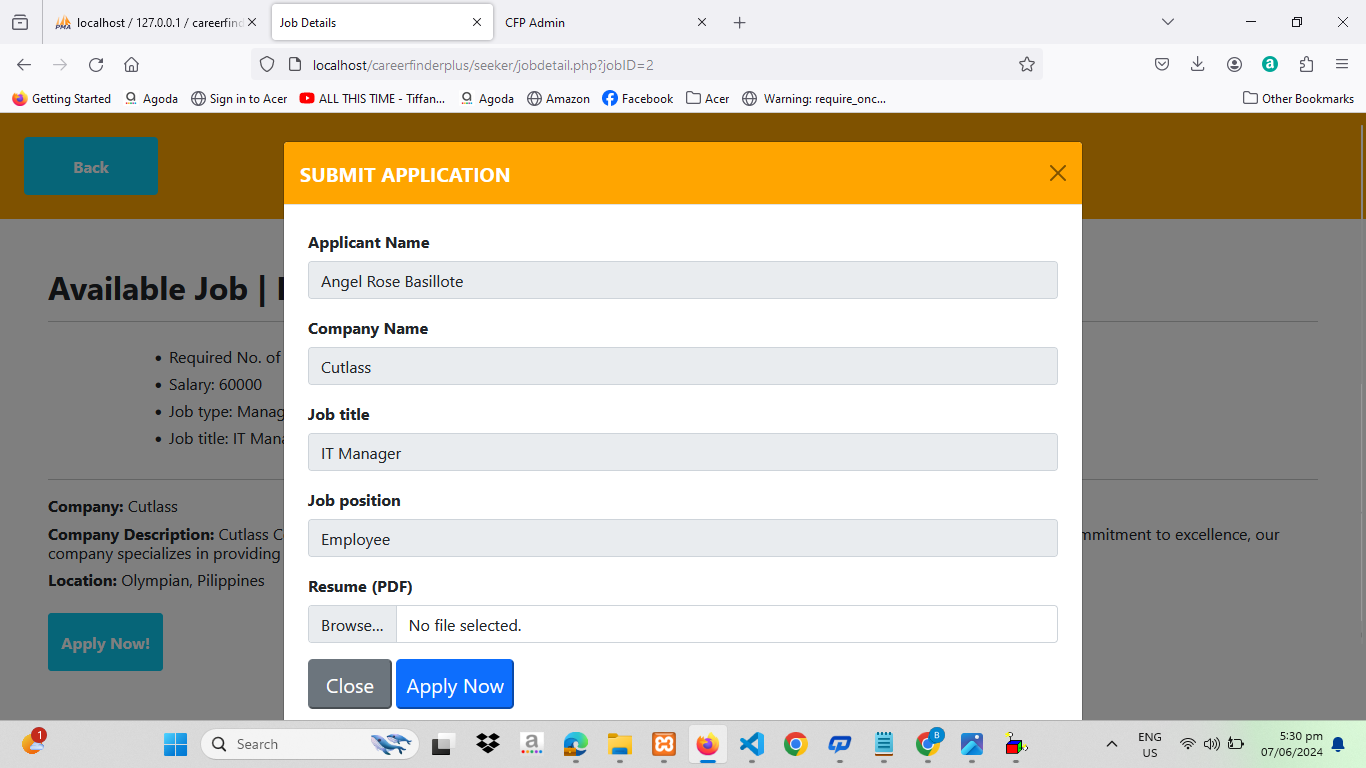 PMA localhost / 127.0.0.1 / careerfind
Job Details
CFP Admin
localhost/careerfinderplus/seeker/jobdetail.php?jobID=2
Getting Started
Agoda
Sign in to Acer
ALL THIS TIME - Tiffan...
Agoda
Amazon
Facebook
Acer
Warning: require_onc...
Other Bookmarks
Back
SUBMIT APPLICATION
Applicant Name
Angel Rose Basillote
Available Job |
Company Name
Required No. of
Cutlass
Salary: 60000
Job type: Manag
Job title
Job title: IT Mana
IT Manager
Job position
Company: Cutlass
Company Description: Cutlass C
mmitment to excellence, our
Employee
company specializes in providing
Location: Olympian, Pilippines
Resume (PDF)
Browse...
No file selected.
Apply Now!
Close
Apply Now
1
Search
a
B
ENG
US
5:30 pm
07/06/2024